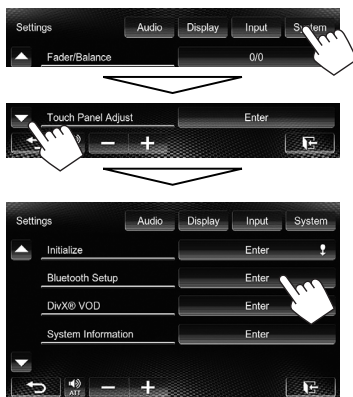 Settings Audio Display Input System
Fader/Balance 0/0
Touch Panel Adjust Enter
Settings Audio Display Input System
Initialize Enter
Bluetooth Setup Enter
DivX® VOD Enter
System Information Enter
ATT